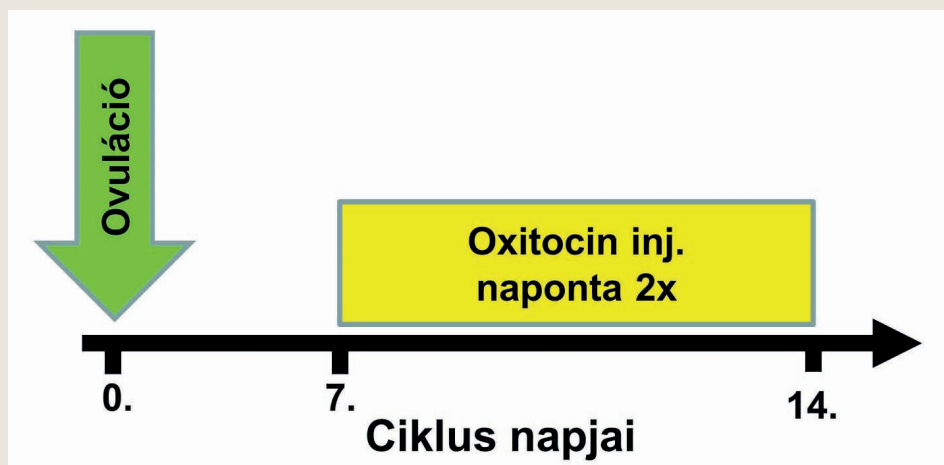 Ovuláció
Oxitocin inj.
naponta 2x
0.
7.
14.
Ciklus napjai